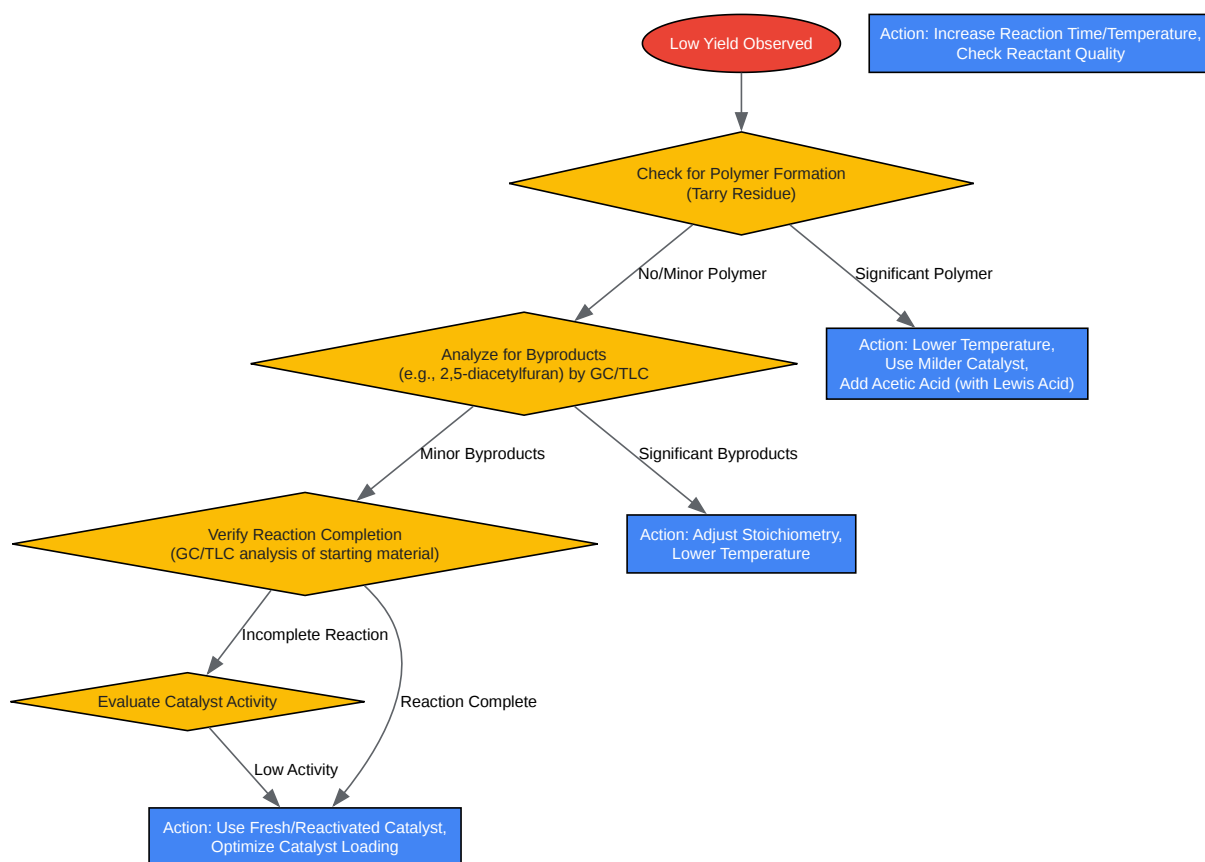 Low Yield Observed
Action: Increase Reaction Time/Temperature,
Check Reactant Quality
Check for Polymer Formation
(Tarry Residue)
No/Minor Polymer
Significant Polymer
Analyze for Byproducts
(e.g., 2,5-diacetylfuran) by GC/TLC
Action: Lower Temperature,
Use Milder Catalyst,
Add Acetic Acid (with Lewis Acid)
Minor Byproducts
Significant Byproducts
Verify Reaction Completion
(GC/TLC analysis of starting material)
Action: Adjust Stoichiometry,
Lower Temperature
Incomplete Reaction
Evaluate Catalyst Activity
Reaction Complete
Low Activity
Action: Use Fresh/Reactivated Catalyst,
Optimize Catalyst Loading